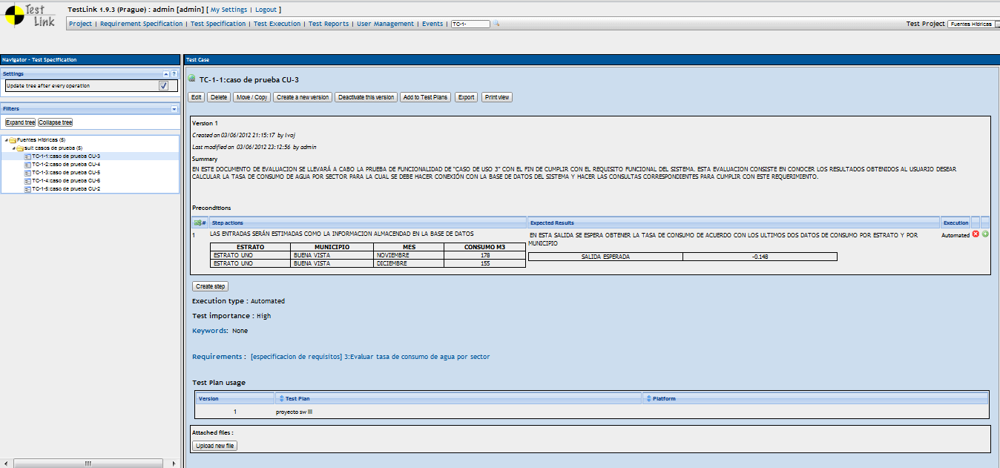 Test Link
TestLink 1.9.3 (Prague) : admin [admin] [ My Settings | Logout ]
Project | Requirement Specification | Test Specification | Test Execution | Test Reports | User Management | Events | TC-1-
Test Project Fuentes Hídricas
Navigator - Test Specification
Settings
?
Update tree after every operation
Filters
Expand tree Collapse tree
Fuentes Hídricas (5)
suit casos de prueba (5)
TC-1-1:caso de prueba CU-3
TC-1-2:caso de prueba CU-4
TC-1-3:caso de prueba CU-5
TC-1-4:caso de prueba CU-6
TC-1-5:caso de prueba CU-2
Test Case
TC-1-1:caso de prueba CU-3
Edit Delete Move / Copy Create a new version Deactivate this version Add to Test Plans Export Print view
Version 1
Created on 03/06/2012 21:15:17 by lvoj
Last modified on 03/06/2012 23:12:56 by admin
Summary
EN ESTE DOCUMENTO DE EVALUACION SE LLEVARÁ A CABO LA PRUEBA DE FUNCIONALIDAD DE "CASO DE USO 3" CON EL FIN DE CUMPLIR CON EL REQUISITO FUNCIONAL DEL SISTEMA. ESTA EVALUACION CONSISTE EN CONOCER LOS RESULTADOS OBTENIDOS AL USUARIO DESEAR
CALCULAR LA TASA DE CONSUMO DE AGUA POR SECTOR PARA LA CUAL SE DEBE HACER CONEXIÓN CON LA BASE DE DATOS DEL SISTEMA Y HACER LAS CONSULTAS CORRESPONDIENTES PARA CUMPLIR CON ESTE REQUERIMIENTO.
Preconditions
# Step actions Expected Results Execution
1 LAS ENTRADAS SERÁN ESTIMADAS COMO LA INFORMACION ALMACENDAD EN LA BASE DE DATOS
ESTRATO MUNICIPIO MES CONSUMO M3
ESTRATO UNO BUENA VISTA NOVIEMBRE 178
ESTRATO UNO BUENA VISTA DICIEMBRE 155
EN ESTA SALIDA SE ESPERA OBTENER LA TASA DE CONSUMO DE ACUERDO CON LOS ULTIMOS DOS DATOS DE CONSUMO POR ESTRATO Y POR
MUNICIPIO
SALIDA ESPERADA -0.148
Automated
Create step
Execution type : Automated
Test importance : High
Keywords: None
Requirements : [especificacion de requisitos] 3:Evaluar tasa de consumo de agua por sector
Test Plan usage
Version Test Plan Platform
1 proyecto sw
Attached files :
Upload new file